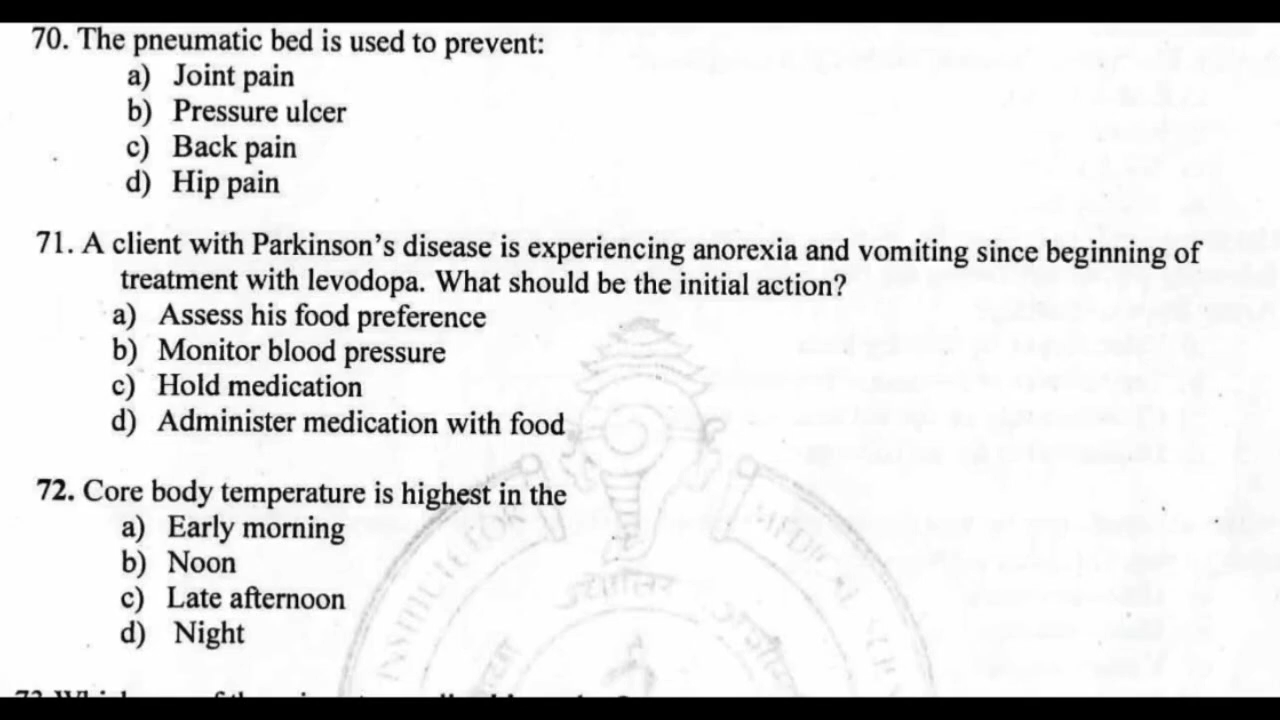 70. The pneumatic bed is used to prevent:
a) Joint pain
b) Pressure ulcer
c) Back pain
d) Hip pain
71. A client with Parkinson's disease is experiencing anorexia and vomiting since beginning of
treatment with levodopa. What should be the initial action?
a) Assess his food preference
b) Monitor blood pressure
c) Hold medication
d) Administer medication with food
72. Core body temperature is highest in the
a) Early morning
b) Noon
c) Late afternoon
d) Night